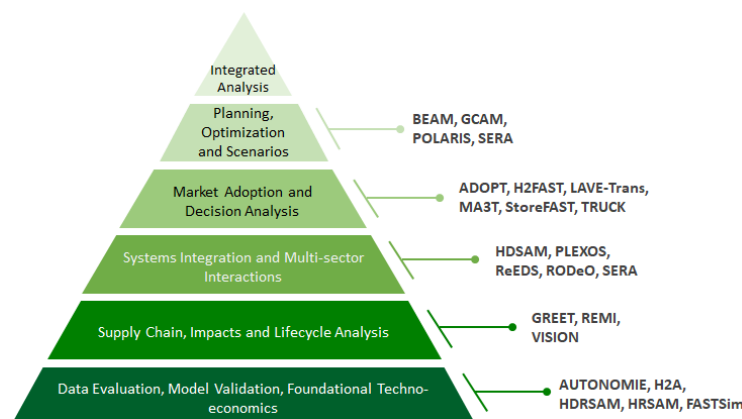 Integrated
Analysis
Planning,
Optimization
and Scenarios
BEAM, GCAM,
POLARIS, SERA
Market Adoption and
Decision Analysis
ADOPT, H2FAST, LAVE-Trans,
MA3T, StoreFAST, TRUCK
Systems Integration and Multi-sector
Interactions
HDSAM, PLEXOS,
ReEDS, RODeO, SERA
Supply Chain, Impacts and Lifecycle Analysis
GREET, REMI,
VISION
Data Evaluation, Model Validation, Foundational Techno-
economics
AUTONOMIE, H2A,
HDRSAM, HRSAM, FASTSim